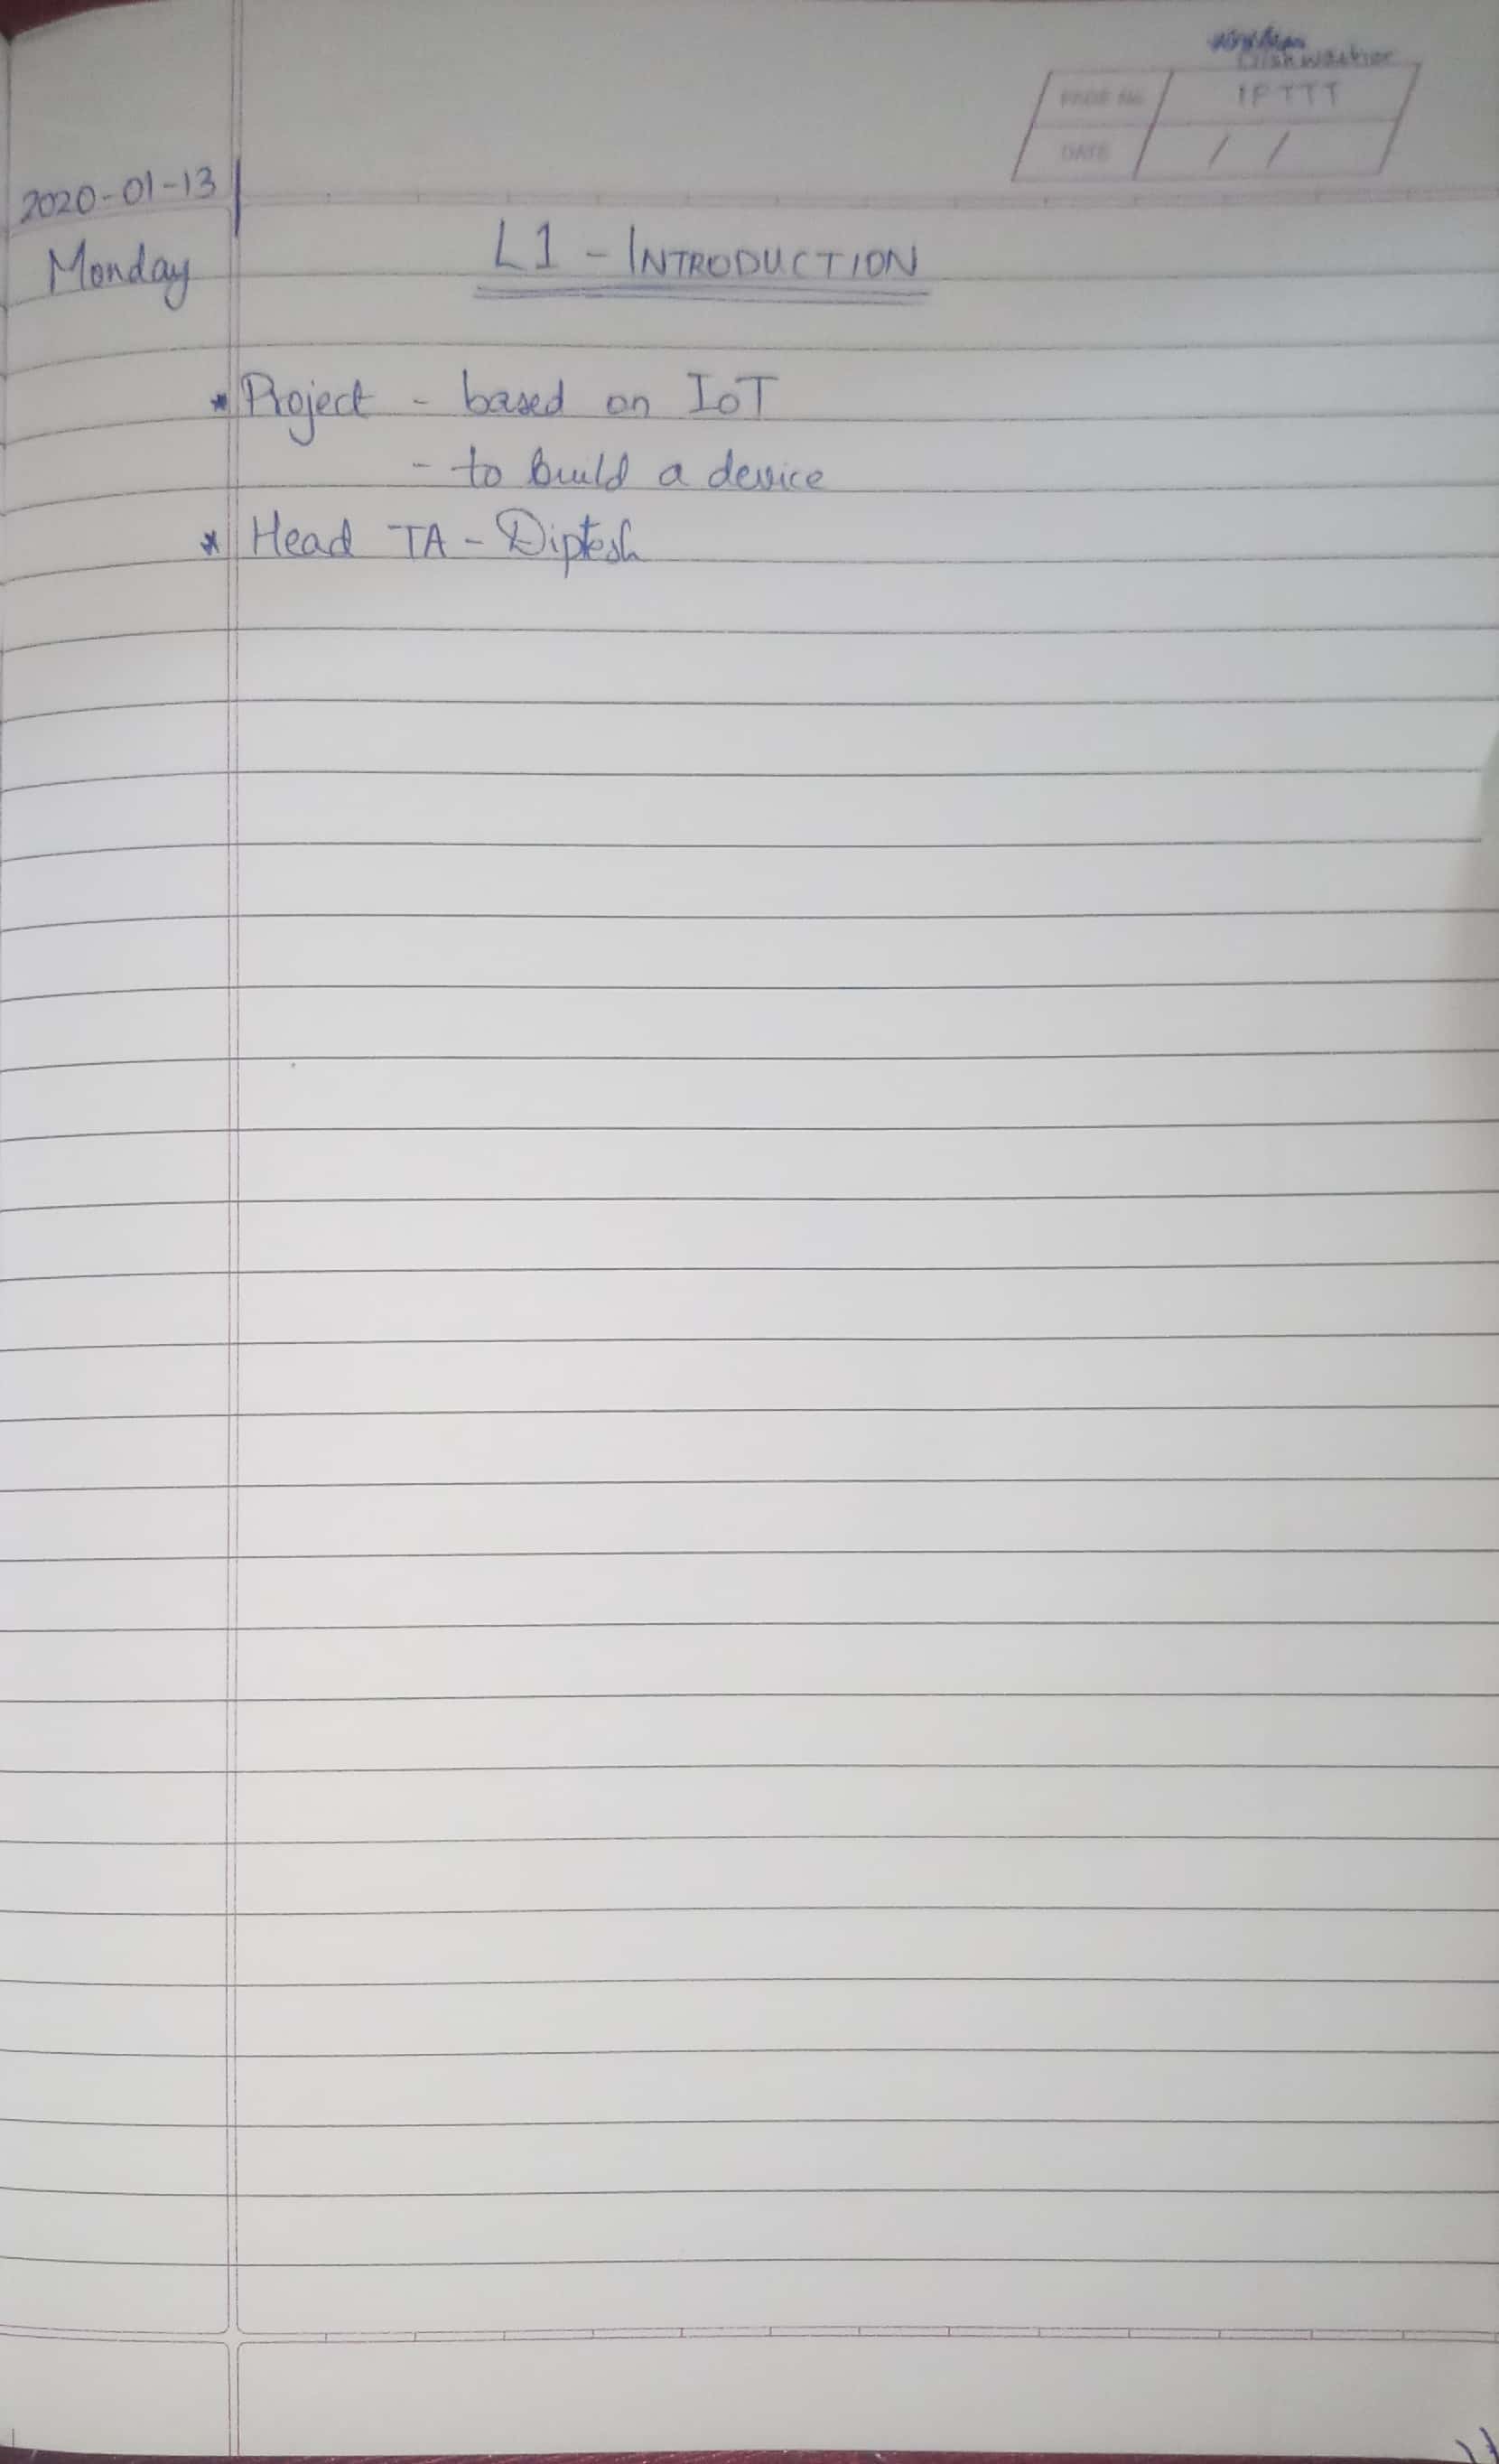 Dishwasher
PAGE No. IFTTT
DATE / /
2020-01-13
Monday
L1 - INTRODUCTION
* Project - based on IoT
- to build a device
* Head TA - Diptesh